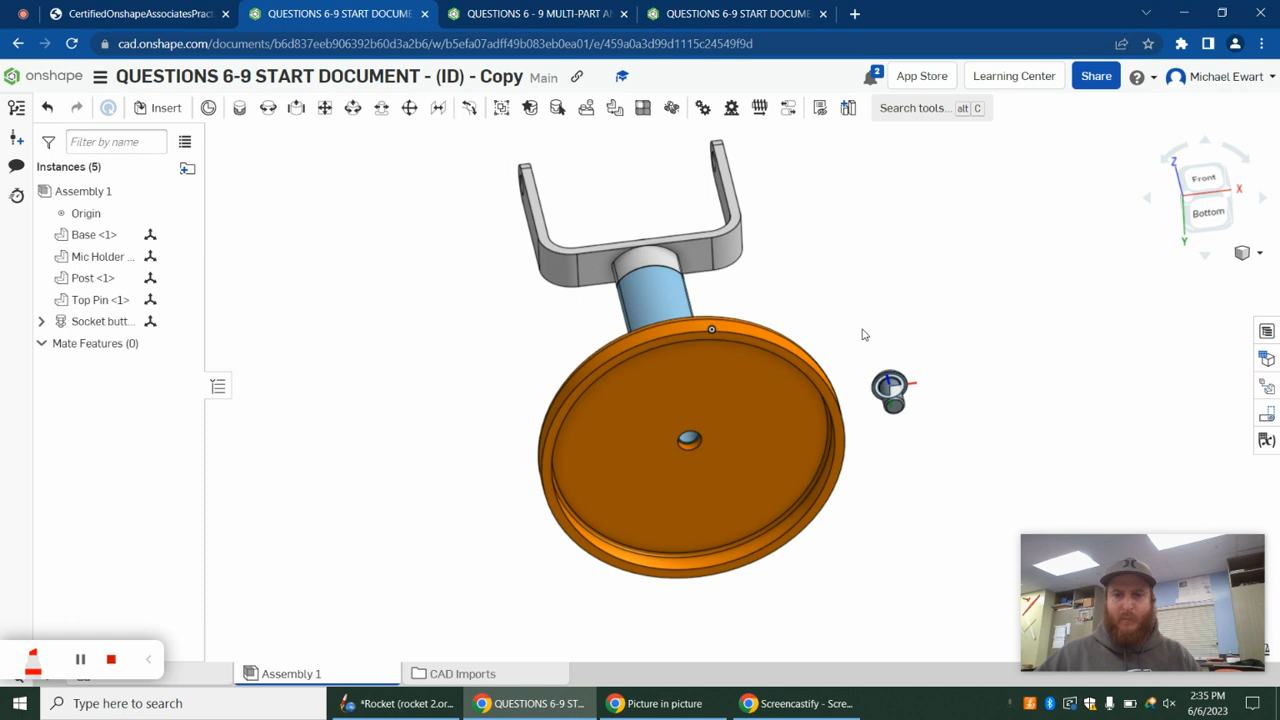 CertifiedOnshapeAssociatesPract
QUESTIONS 6-9 START DOCUME
QUESTIONS 6 - 9 MULTI-PART A
QUESTIONS 6-9 START DOCUME
cad.onshape.com/documents/b6d837eeb906392b60d3a2b6/w/b5efa07adff49b083eb0ea01/e/459a0a3d99d1115c24549f9d
onshape
QUESTIONS 6-9 START DOCUMENT - (ID) - Copy Main
2
App Store
Learning Center
Share
Michael Ewart
Insert
Search tools... alt C
Filter by name
Instances (5)
Assembly 1
Origin
Base <1>
Mic Holder ...
Post <1>
Top Pin <1>
Socket butt...
Mate Features (0)
Z
Front
X
Bottom
Y
Assembly 1
CAD Imports
Type here to search
*Rocket (rocket 2.or...
QUESTIONS 6-9 ST...
Picture in picture
Screencastify - Scre...
2:35 PM
6/6/2023